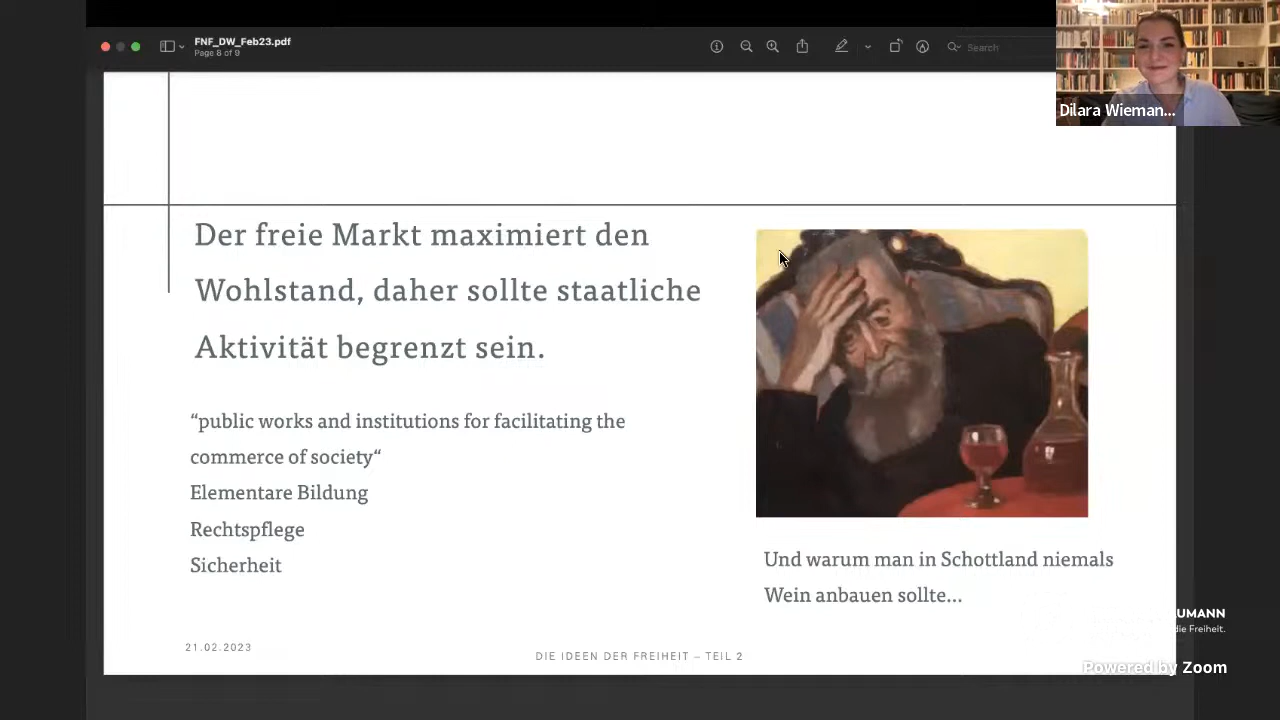 FNF_DW_Feb23.pdf
Page 8 of 9
Search
Dilara Wieman...
Der freie Markt maximiert den
Wohlstand, daher sollte staatliche
Aktivität begrenzt sein.
“public works and institutions for facilitating the
commerce of society“
Elementare Bildung
Rechtspflege
Sicherheit
Und warum man in Schottland niemals
Wein anbauen sollte...
UMANN
die Freiheit.
21.02.2023
DIE IDEEN DER FREIHEIT – TEIL 2
Powered by Zoom